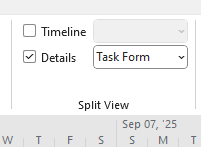 Timeline
Details Task Form
Split View
Sep 07, '25
W T F S S M T